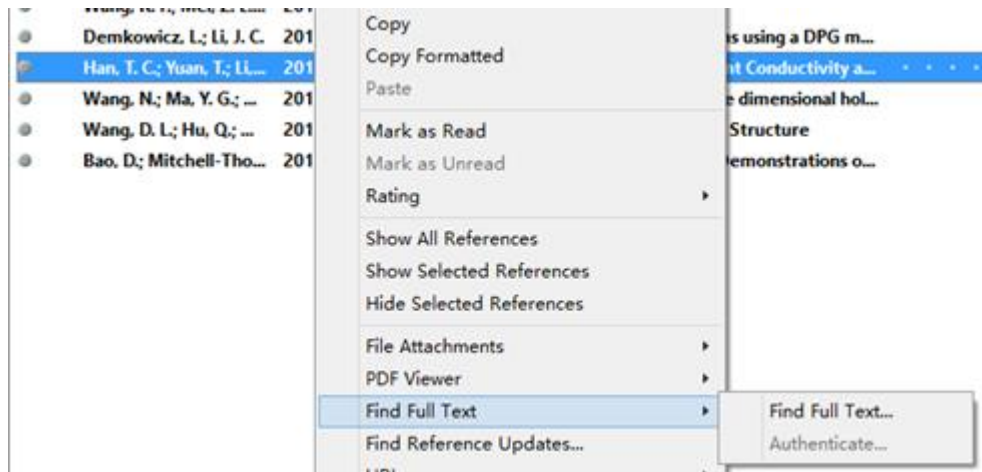 Demkowicz, L.; Li, J. C. 201 Copy s using a DPG m...
Copy Formatted
Han, T. C.; Yuan, T.; Li,... 201 nt Conductivity a...
Paste
Wang, N.; Ma, Y. G.; ... 201 e dimensional hol...
Wang, D. L.; Hu, Q.; ... 201 Mark as Read Structure
Bao, D.; Mitchell-Tho... 201 Mark as Unread emonstrations o...
Rating
Show All References
Show Selected References
Hide Selected References
File Attachments
PDF Viewer
Find Full Text Find Full Text...
Find Reference Updates... Authenticate...